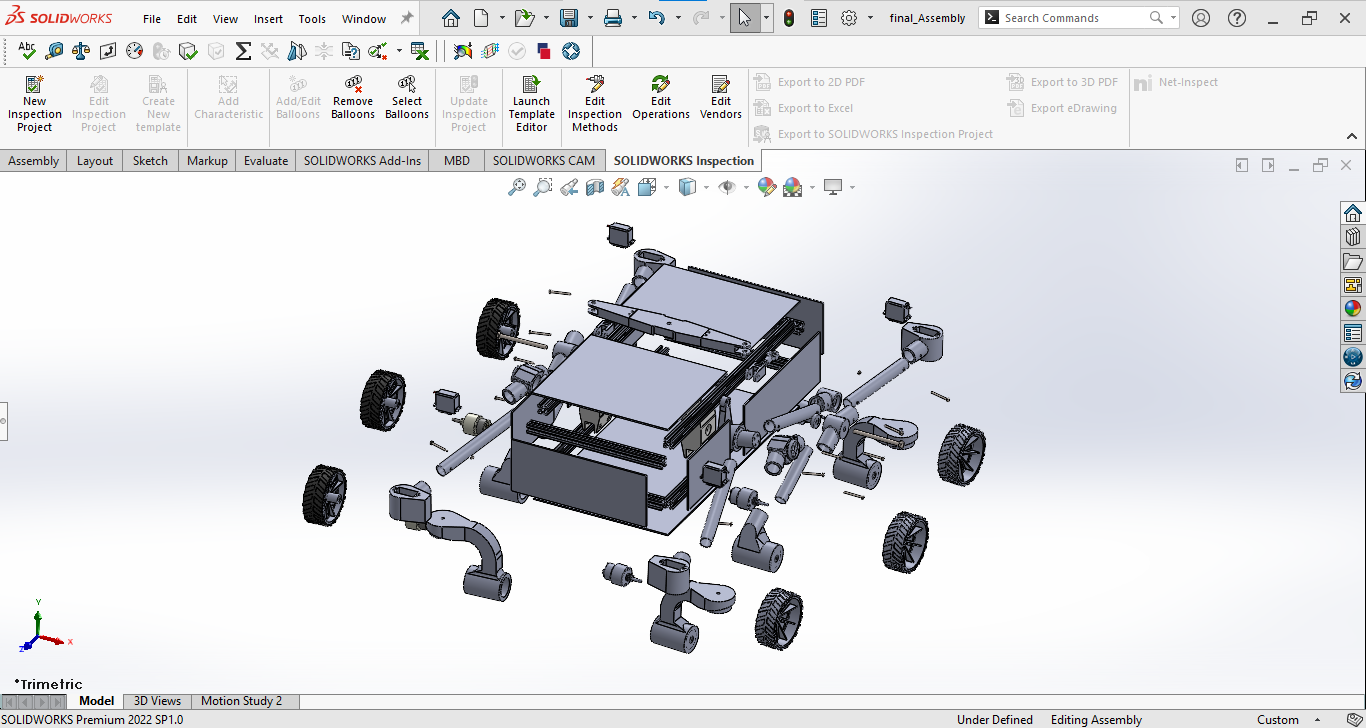 SOLIDWORKS File Edit View Insert Tools Window final_Assembly Search Commands
Abc
New Inspection Project
Edit Inspection Project
Create New template
Add Characteristic
Add/Edit Balloons
Remove Balloons
Select Balloons
Update Inspection Project
Launch Template Editor
Edit Inspection Methods
Edit Operations
Edit Vendors
Export to 2D PDF
Export to Excel
Export to SOLIDWORKS Inspection Project
Export to 3D PDF
Export eDrawing
Net-Inspect
Assembly Layout Sketch Markup Evaluate SOLIDWORKS Add-Ins MBD SOLIDWORKS CAM SOLIDWORKS Inspection
Y
X
Z
*Trimetric
Model 3D Views Motion Study 2
SOLIDWORKS Premium 2022 SP1.0 Under Defined Editing Assembly Custom